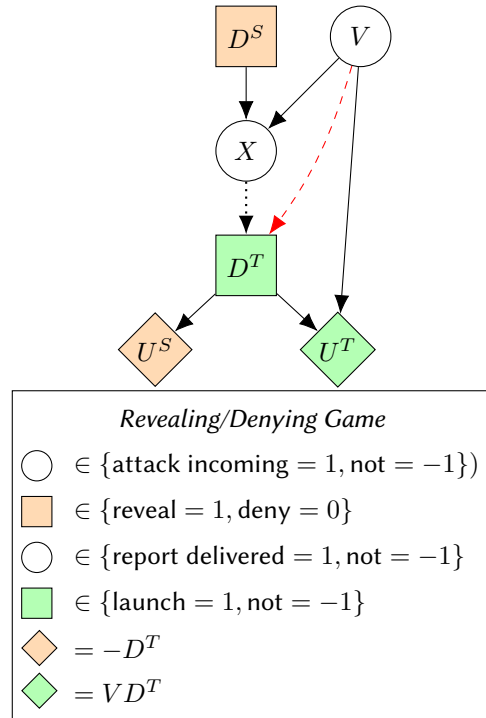 D^S
V
X
D^T
U^S
U^T
Revealing/Denying Game
∈ {attack incoming = 1, not = −1})
∈ {reveal = 1, deny = 0}
∈ {report delivered = 1, not = −1}
∈ {launch = 1, not = −1}
= −D^T
= VD^T